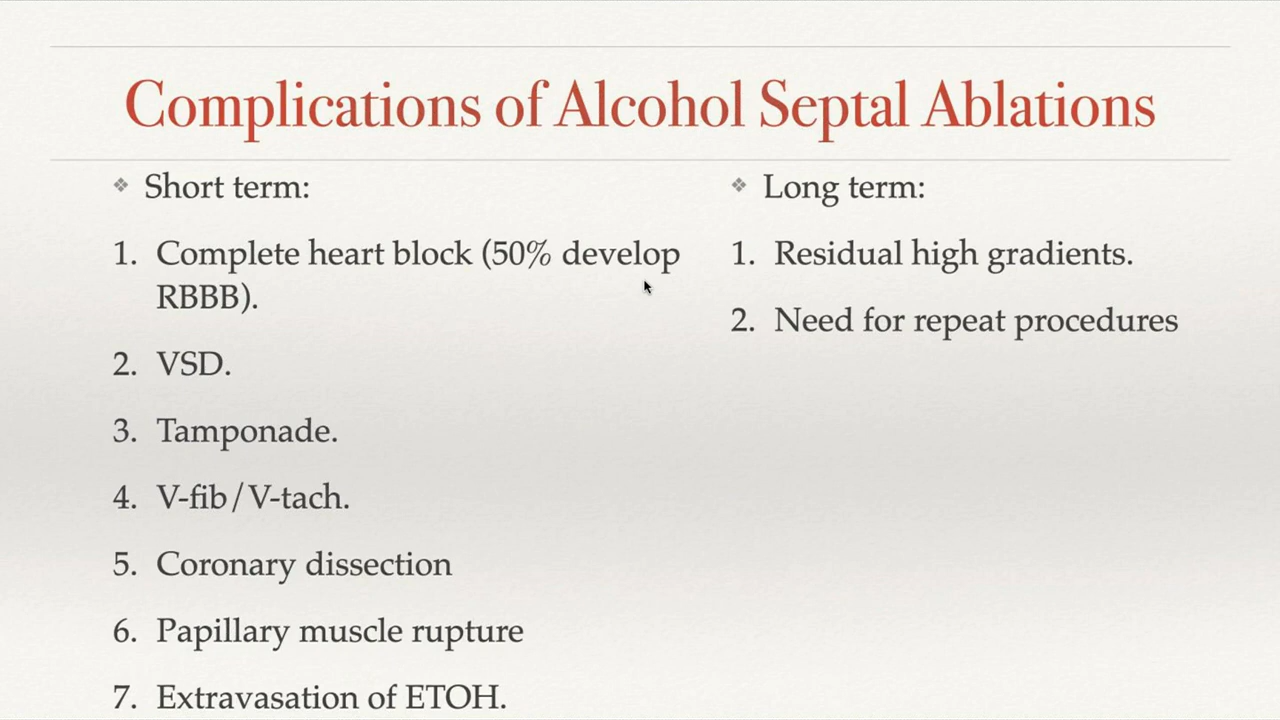 Complications of Alcohol Septal Ablations
❖ Short term:
1. Complete heart block (50% develop
RBBB).
2. VSD.
3. Tamponade.
4. V-fib/V-tach.
5. Coronary dissection
6. Papillary muscle rupture
7. Extravasation of ETOH.
❖ Long term:
1. Residual high gradients.
2. Need for repeat procedures